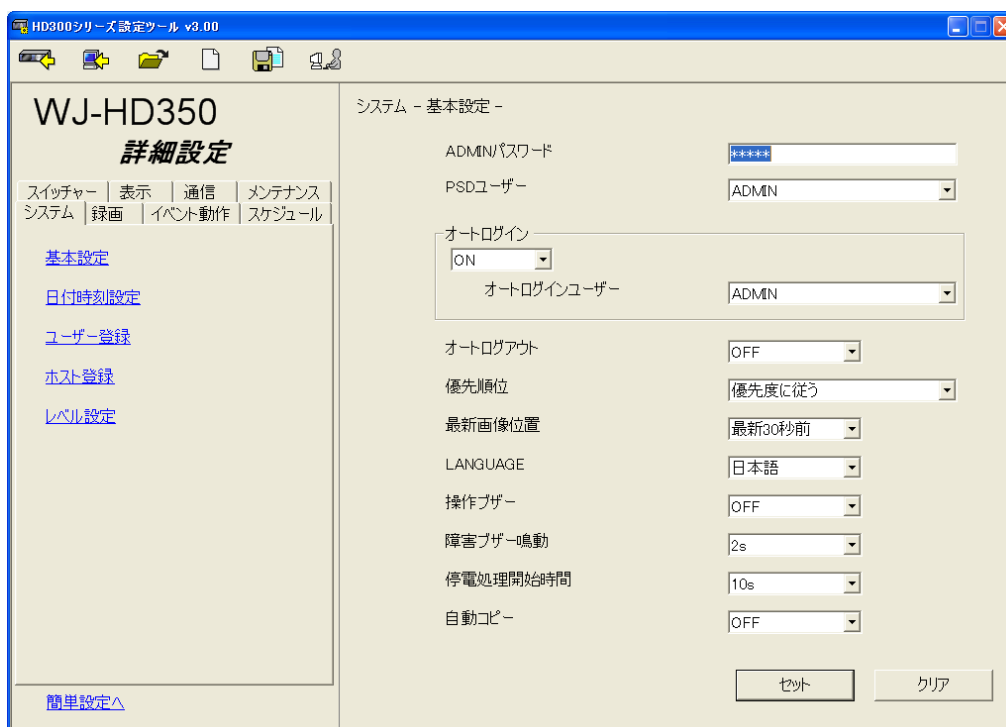 HD300シリーズ設定ツール v3.00
WJ-HD350
詳細設定
スイッチャー 表示 通信 メンテナンス
システム 録画 イベント動作 スケジュール
基本設定
日付時刻設定
ユーザー登録
ホスト登録
レベル設定
簡単設定へ
システム - 基本設定 -
ADMINパスワード *****
PSDユーザー ADMIN
オートログイン
ON
オートログインユーザー ADMIN
オートログアウト OFF
優先順位 優先度に従う
最新画像位置 最新30秒前
LANGUAGE 日本語
操作ブザー OFF
障害ブザー鳴動 2s
停電処理開始時間 10s
自動コピー OFF
セット クリア